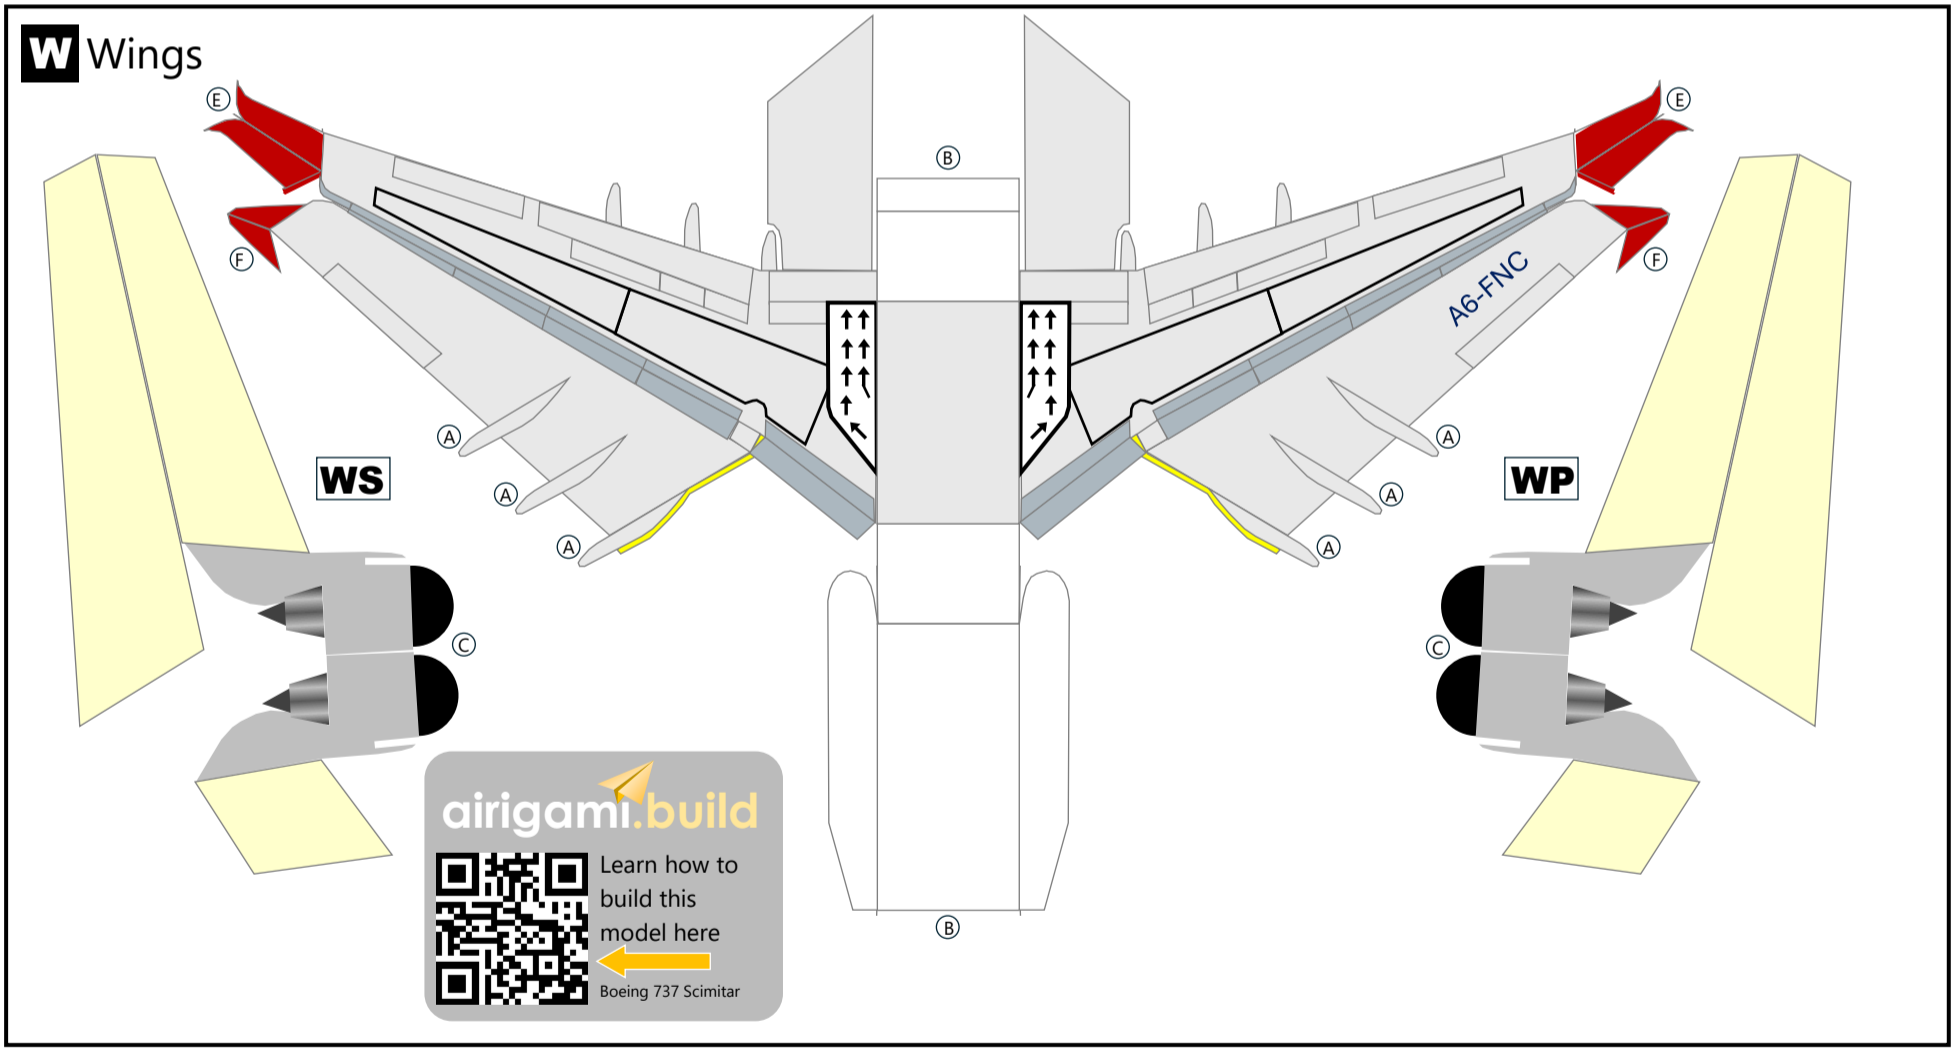 W Wings
E
E
B
F
F
A6-FNC
A
A
WS
WP
A
A
A
A
C
C
airigami.build
Learn how to
build this
model here
Boeing 737 Scimitar
B